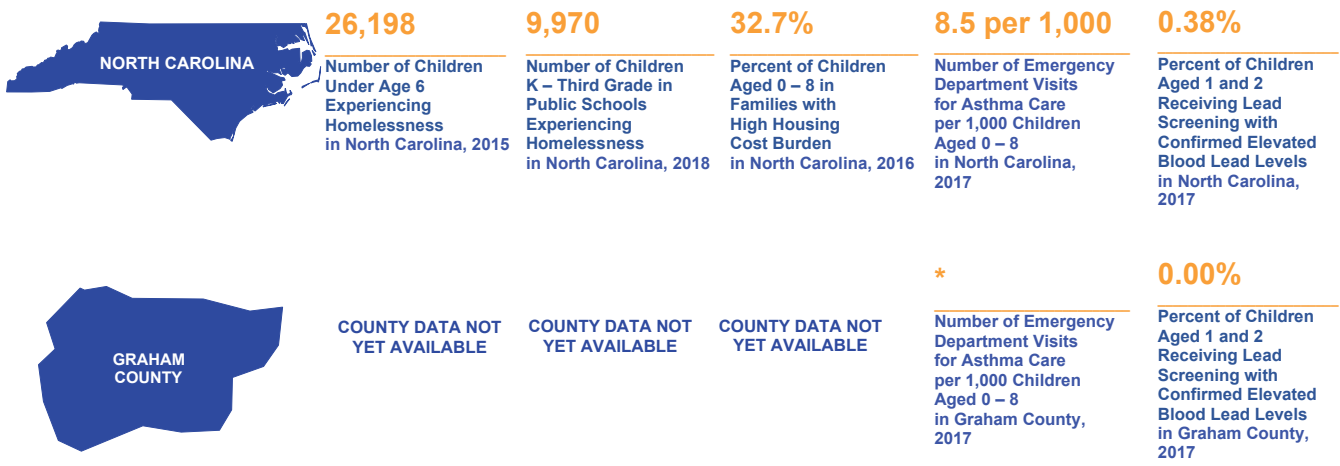 NORTH CAROLINA
26,198
Number of Children
Under Age 6
Experiencing
Homelessness
in North Carolina, 2015
9,970
Number of Children
K – Third Grade in
Public Schools
Experiencing
Homelessness
in North Carolina, 2018
32.7%
Percent of Children
Aged 0 – 8 in
Families with
High Housing
Cost Burden
in North Carolina, 2016
8.5 per 1,000
Number of Emergency
Department Visits
for Asthma Care
per 1,000 Children
Aged 0 – 8
in North Carolina,
2017
0.38%
Percent of Children
Aged 1 and 2
Receiving Lead
Screening with
Confirmed Elevated
Blood Lead Levels
in North Carolina,
2017
GRAHAM
COUNTY
COUNTY DATA NOT
YET AVAILABLE
COUNTY DATA NOT
YET AVAILABLE
COUNTY DATA NOT
YET AVAILABLE
*
Number of Emergency
Department Visits
for Asthma Care
per 1,000 Children
Aged 0 – 8
in Graham County,
2017
0.00%
Percent of Children
Aged 1 and 2
Receiving Lead
Screening with
Confirmed Elevated
Blood Lead Levels
in Graham County,
2017